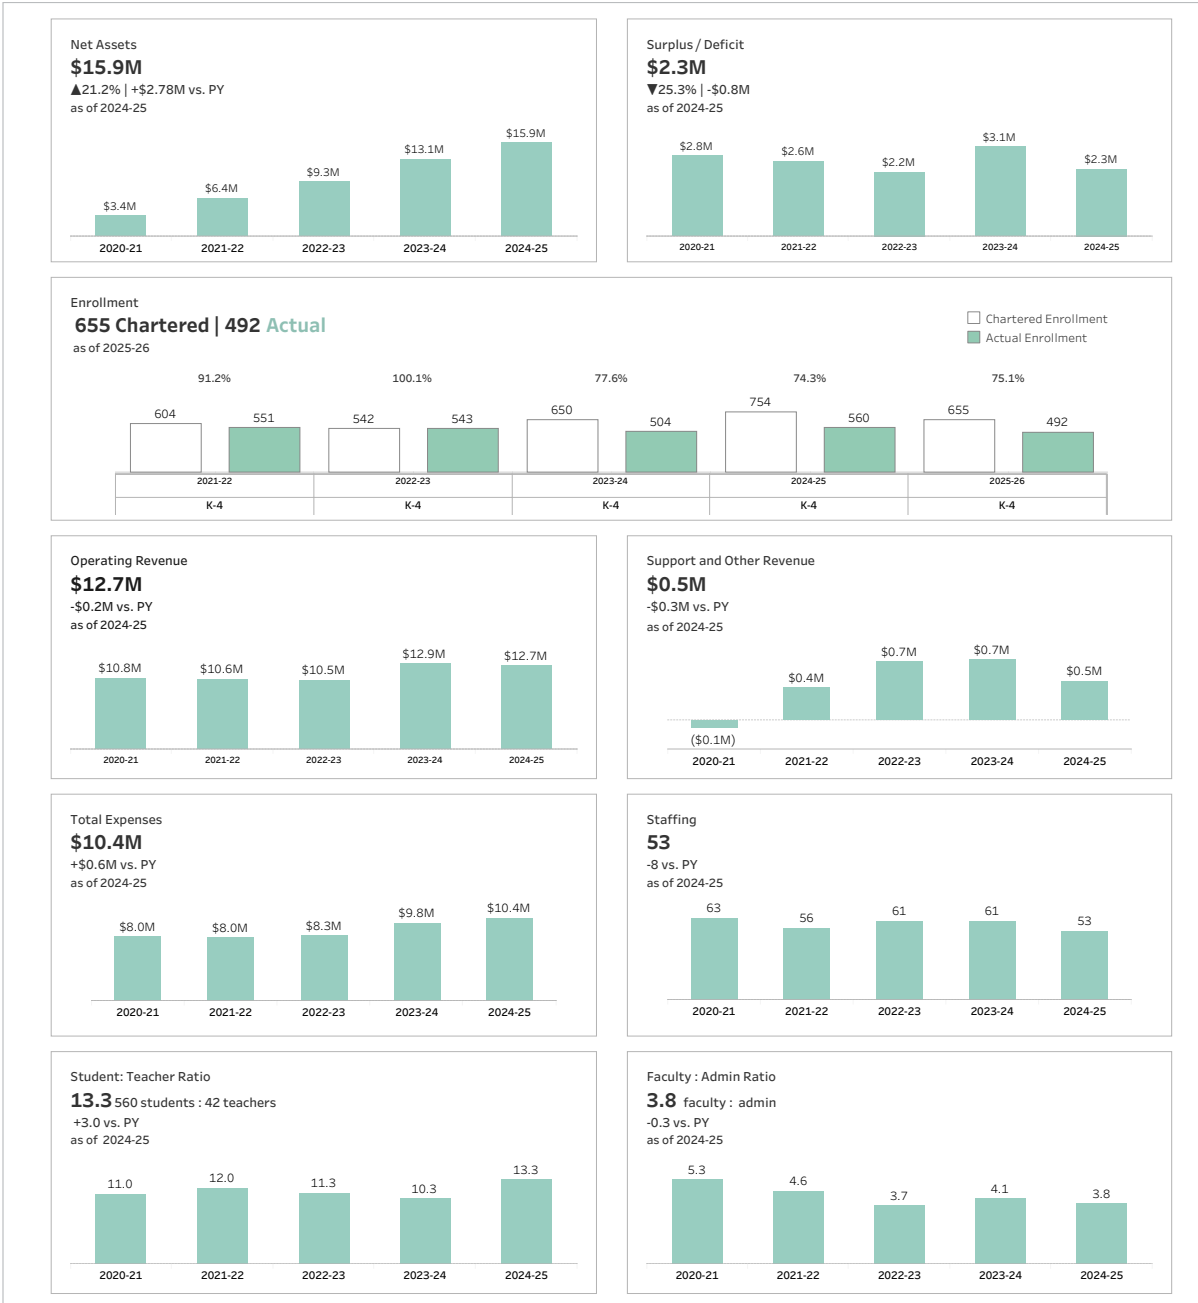 Net Assets
$15.9M
▲21.2% | +$2.78M vs. PY
as of 2024-25
$3.4M $6.4M $9.3M $13.1M $15.9M
2020-21 2021-22 2022-23 2023-24 2024-25
Surplus / Deficit
$2.3M
▼25.3% | -$0.8M
as of 2024-25
$2.8M $2.6M $2.2M $3.1M $2.3M
2020-21 2021-22 2022-23 2023-24 2024-25
Enrollment
655 Chartered | 492 Actual
as of 2025-26
Chartered Enrollment
Actual Enrollment
91.2% 100.1% 77.6% 74.3% 75.1%
604 551 542 543 650 504 754 560 655 492
2021-22 2022-23 2023-24 2024-25 2025-26
K-4 K-4 K-4 K-4 K-4
Operating Revenue
$12.7M
-$0.2M vs. PY
as of 2024-25
$10.8M $10.6M $10.5M $12.9M $12.7M
2020-21 2021-22 2022-23 2023-24 2024-25
Support and Other Revenue
$0.5M
-$0.3M vs. PY
as of 2024-25
($0.1M) $0.4M $0.7M $0.7M $0.5M
2020-21 2021-22 2022-23 2023-24 2024-25
Total Expenses
$10.4M
+$0.6M vs. PY
as of 2024-25
$8.0M $8.0M $8.3M $9.8M $10.4M
2020-21 2021-22 2022-23 2023-24 2024-25
Staffing
53
-8 vs. PY
as of 2024-25
63 56 61 61 53
2020-21 2021-22 2022-23 2023-24 2024-25
Student: Teacher Ratio
13.3 560 students : 42 teachers
+3.0 vs. PY
as of 2024-25
11.0 12.0 11.3 10.3 13.3
2020-21 2021-22 2022-23 2023-24 2024-25
Faculty : Admin Ratio
3.8 faculty : admin
-0.3 vs. PY
as of 2024-25
5.3 4.6 3.7 4.1 3.8
2020-21 2021-22 2022-23 2023-24 2024-25